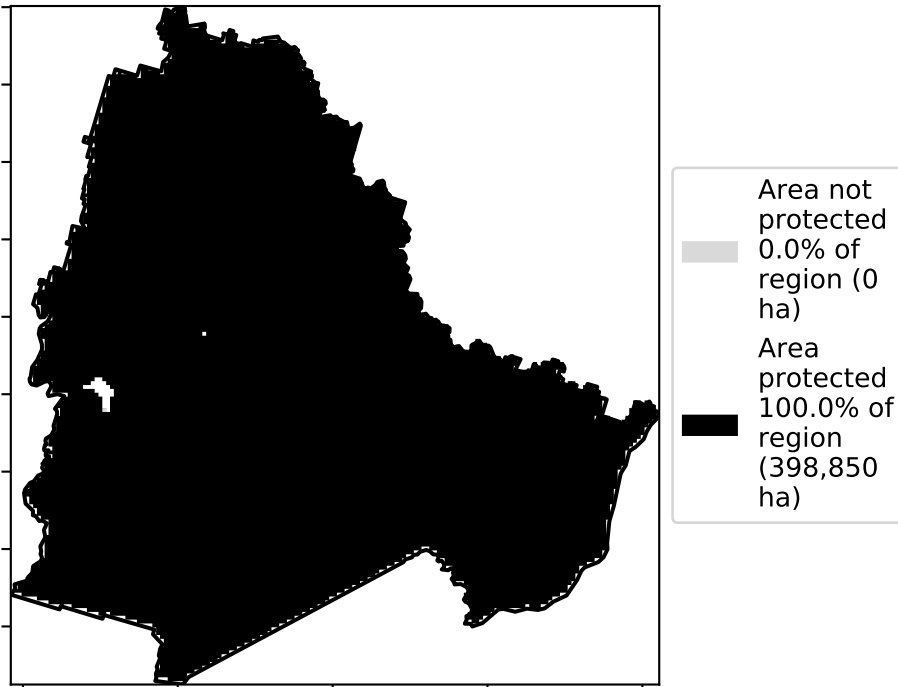 Area not
protected
0.0% of
region (0
ha)
Area
protected
100.0% of
region
(398,850
ha)